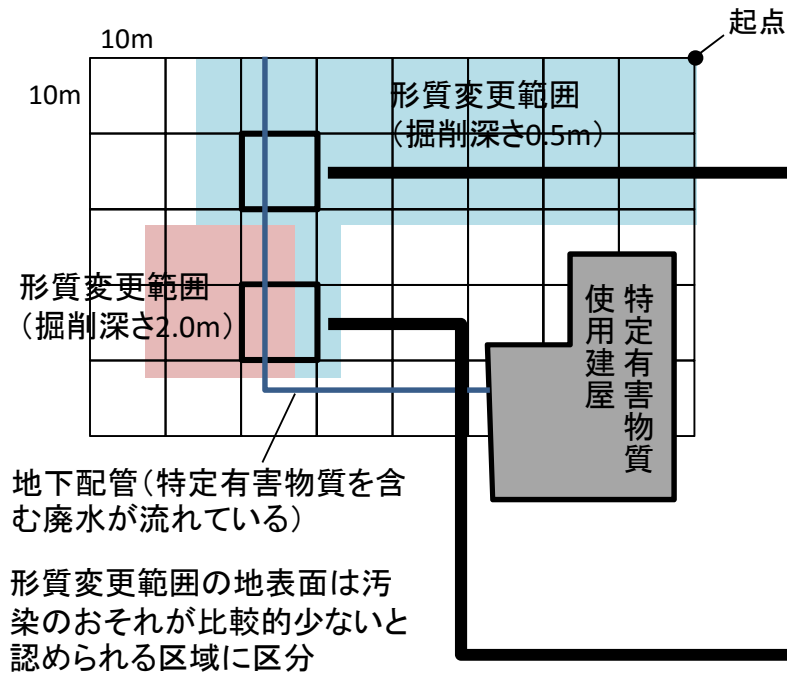 10m
起点
10m
形質変更範囲
（掘削深さ0.5m）
形質変更範囲
（掘削深さ2.0m）
特定有害物質
使用建屋
地下配管（特定有害物質を含
む廃水が流れている）
形質変更範囲の地表面は汚
染のおそれが比較的少ないと
認められる区域に区分